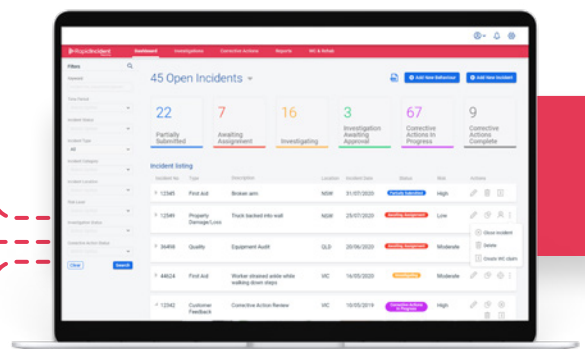 RapidIncident
Dashboard Investigations Corrective Actions Reports WC & Rehab
Filters
Keyword
Time Period
Incident Status
Incident Type
All
Incident Category
Incident Location
Risk Level
Investigation Status
Corrective Action Status
Clear Search
45 Open Incidents
Add New Behaviour Add New Incident
22 Partially Submitted
7 Awaiting Assignment
16 Investigating
3 Investigation Awaiting Approval
67 Corrective Actions In Progress
9 Corrective Actions Complete
Incident listing
Incident No Type Description Location Incident Date Status Risk Actions
12565 First Aid Broken arm NSW 31/07/2020 Partially Submitted High
12549 Property Damage/Loss Truck backed into wall NSW 25/07/2020 Awaiting Assignment Low
Close Incident
Delete
Create WC claim
36498 Quality Equipment Audit QLD 20/06/2020 Awaiting Assignment Moderate
44624 First Aid Worker strained ankle while walking down steps VIC 16/05/2020 Investigating Moderate
12342 Customer Feedback Corrective Action Review VIC 10/05/2019 Corrective Actions In Progress High